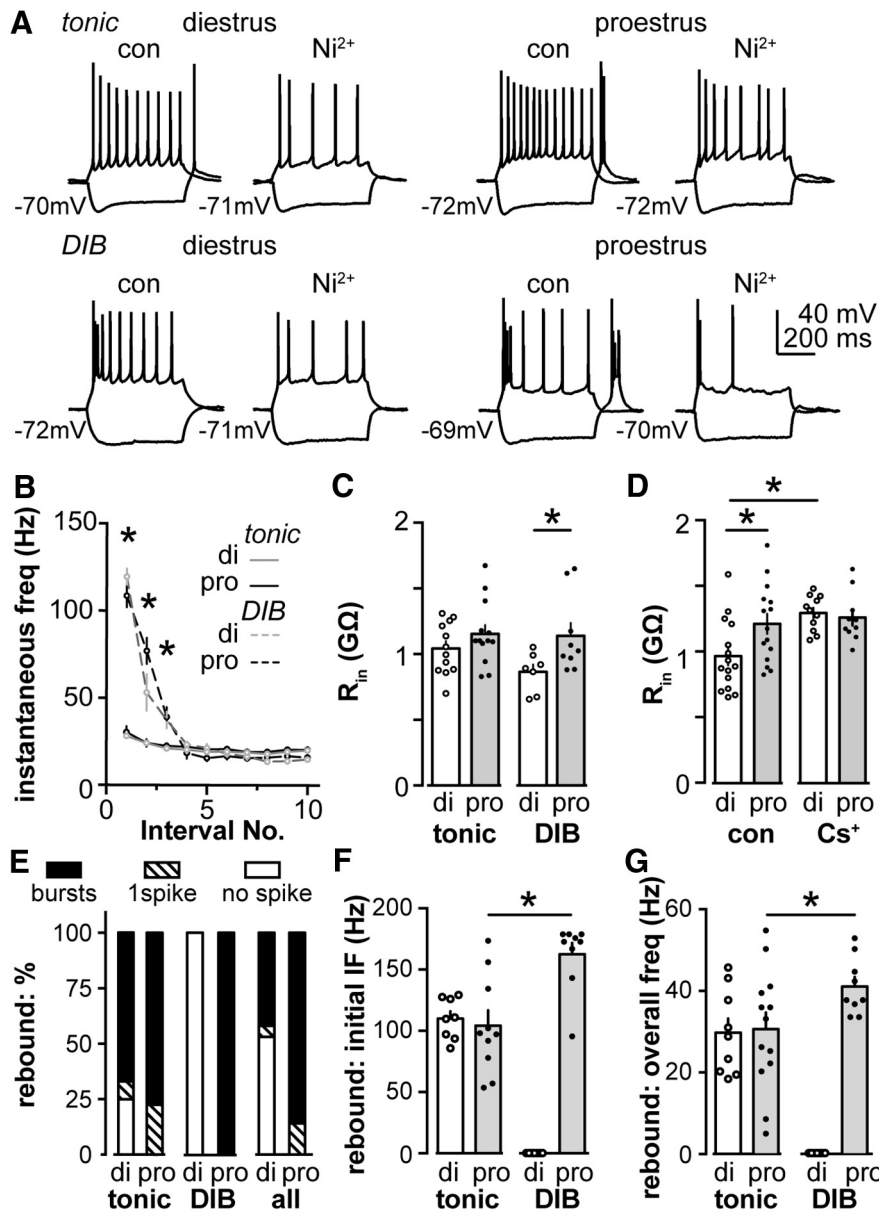 A
tonic diestrus proestrus
con Ni²⁺ con Ni²⁺
-70mV -71mV -72mV -72mV
DIB diestrus proestrus
con Ni²⁺ con Ni²⁺
40 mV
200 ms
-72mV -71mV -69mV -70mV
B
instantaneous freq (Hz)
150
100
50
0
0 5 10
Interval No.
* * *
tonic
di
pro
DIB
di
pro
C
Rin (GΩ)
2
1
0
*
di pro di pro
tonic DIB
D
Rin (GΩ)
2
1
0
* *
di pro di pro
con Cs⁺
E
bursts 1spike no spike
rebound: %
100
75
50
25
0
di pro di pro di pro
tonic DIB all
F
rebound: initial IF (Hz)
200
150
100
50
0
*
di pro di pro
tonic DIB
G
rebound: overall freq (Hz)
60
40
20
0
*
di pro di pro
tonic DIB